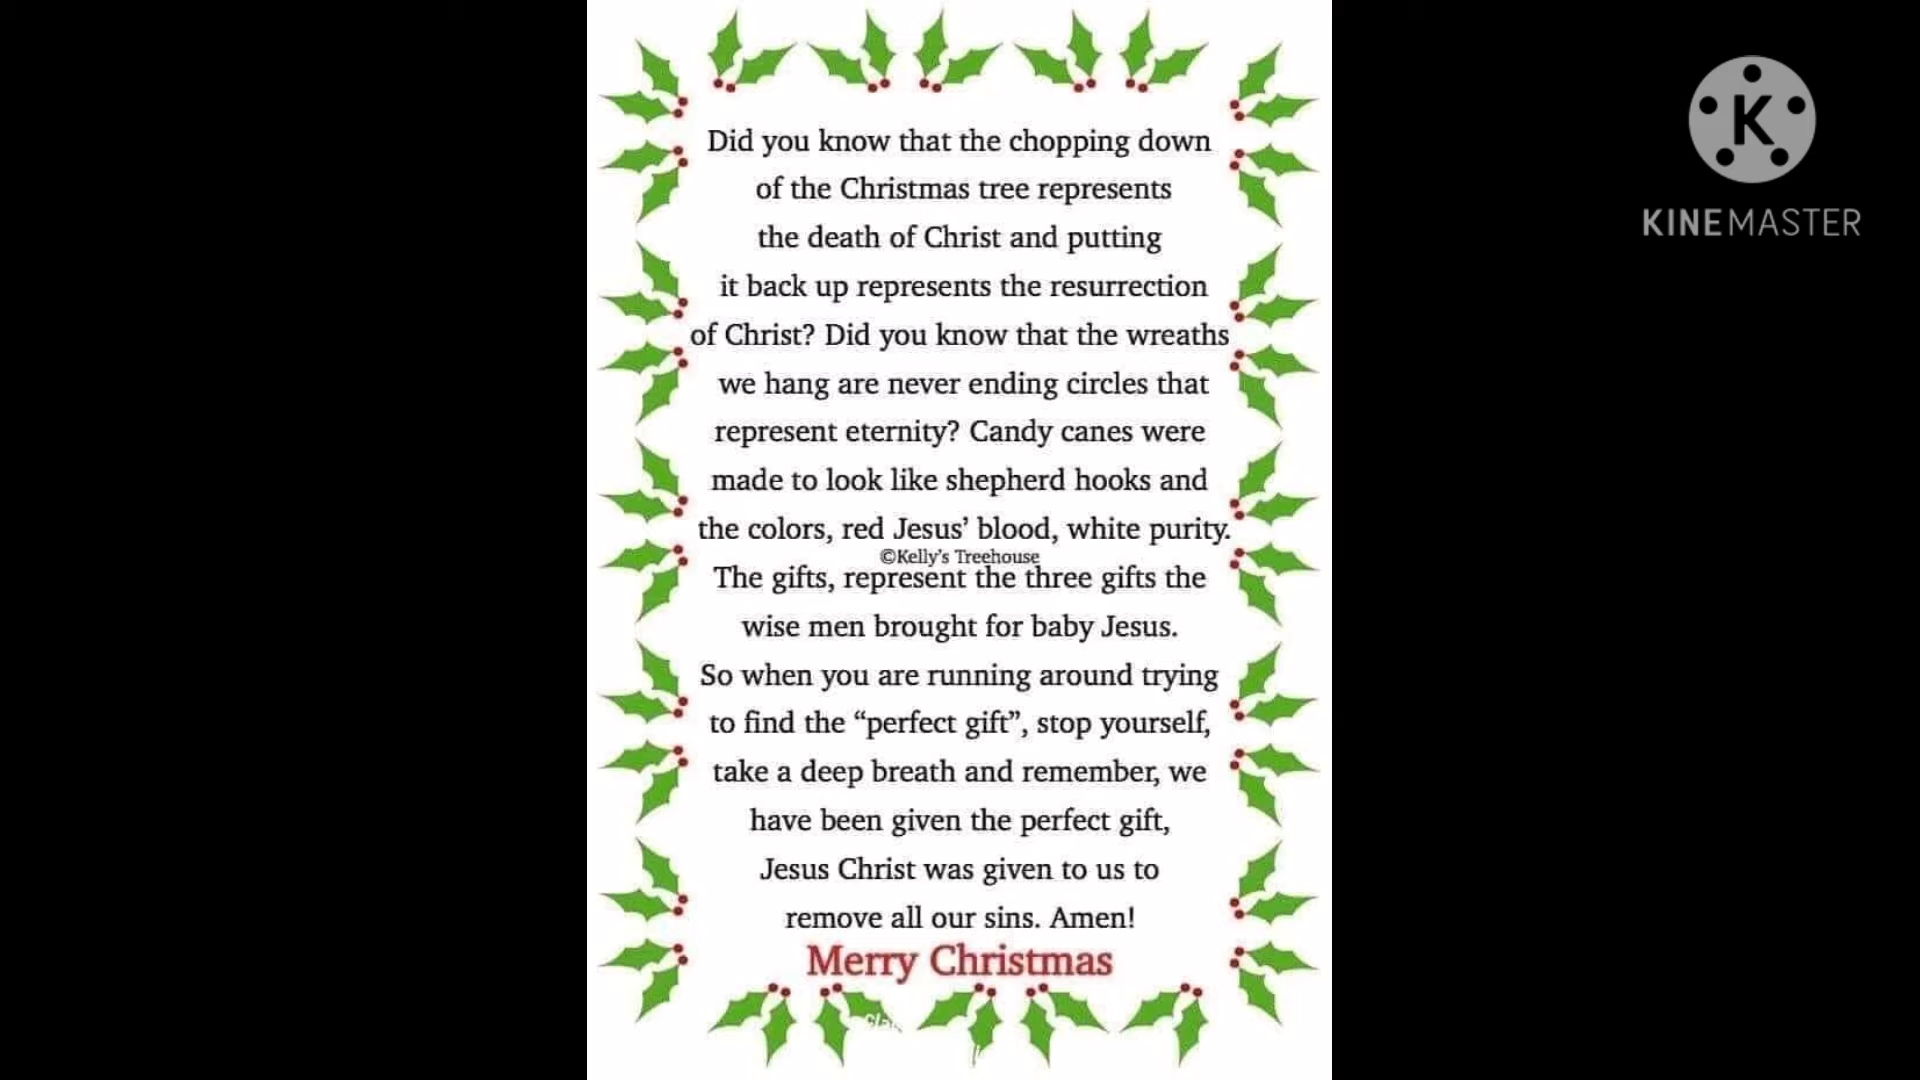 Did you know that the chopping down
of the Christmas tree represents
the death of Christ and putting
it back up represents the resurrection
of Christ? Did you know that the wreaths
we hang are never ending circles that
represent eternity? Candy canes were
made to look like shepherd hooks and
the colors, red Jesus’ blood, white purity.
©Kelly’s Treehouse
The gifts, represent the three gifts the
wise men brought for baby Jesus.
So when you are running around trying
to find the “perfect gift”, stop yourself,
take a deep breath and remember, we
have been given the perfect gift,
Jesus Christ was given to us to
remove all our sins. Amen!
Merry Christmas
K
KINEMASTER